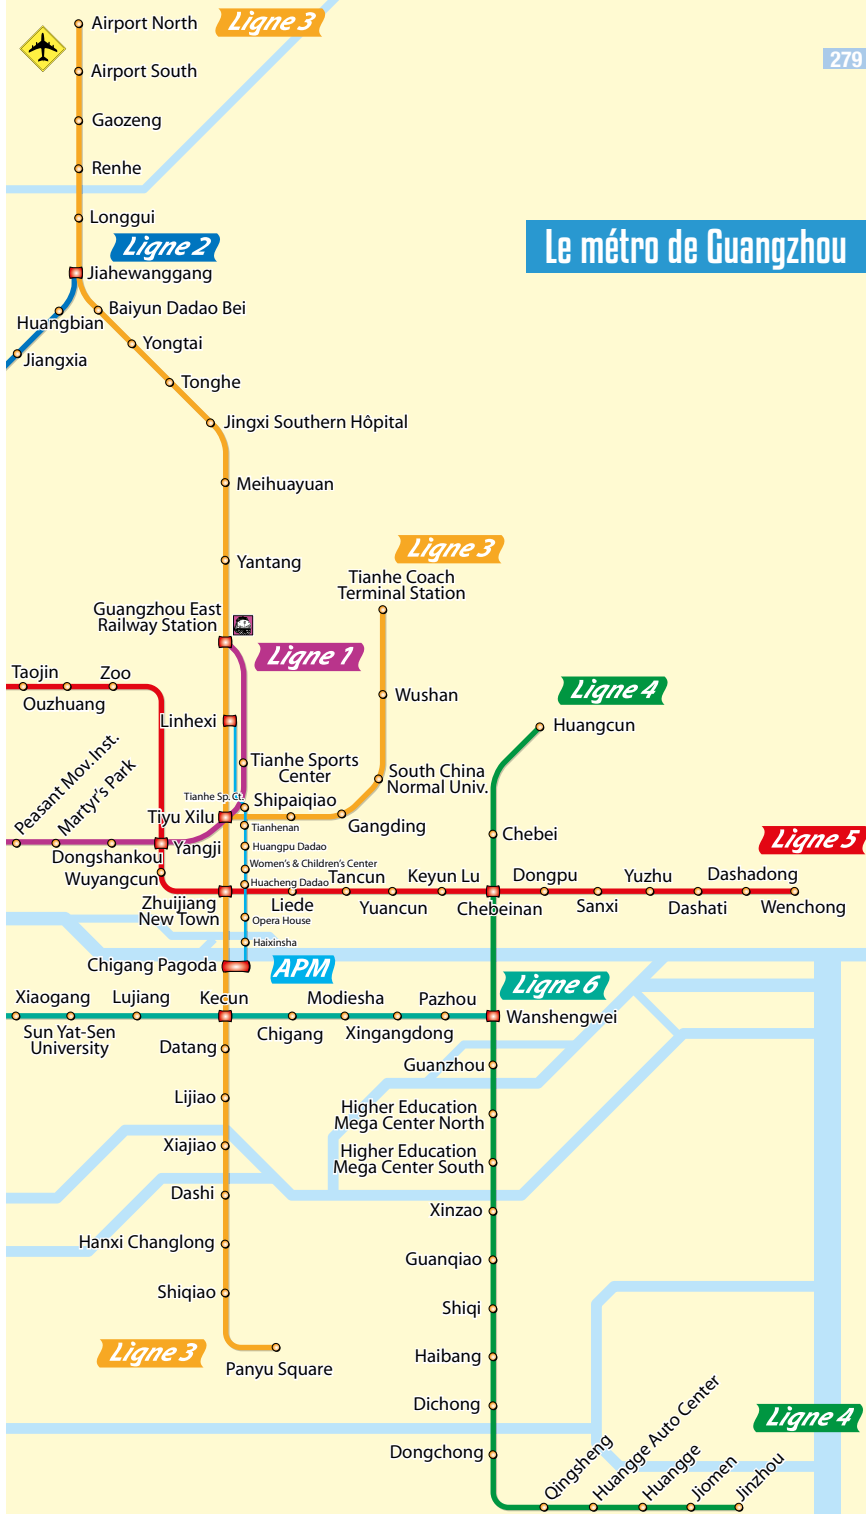 Airport North
Ligne 3
279
Airport South
Gaozeng
Renhe
Longgui
Ligne 2
Le métro de Guangzhou
Jiahewanggang
Baiyun Dadao Bei
Huangbian
Yongtai
Jiangxia
Tonghe
Jingxi Southern Hôpital
Meihuayuan
Ligne 3
Yantang
Tianhe Coach
Terminal Station
Guangzhou East
Railway Station
Ligne 1
Taojin
Zoo
Ouzhuang
Wushan
Ligne 4
Linhexi
Huangcun
Peasant Mov.Inst.
Martyr's Park
Tianhe Sports
Center
South China
Normal Univ.
Tianhe Sp. Ct.
Shipaiqiao
Tiyu Xilu
Tianhenan
Gangding
Chebei
Ligne 5
Dongshankou
Yangji
Huangpu Dadao
Women's & Children's Center
Wuyangcun
Huacheng Dadao
Tancun
Keyun Lu
Dongpu
Yuzhu
Dashadong
Zhuijiang
New Town
Liede
Yuancun
Chebeinan
Sanxi
Dashati
Wenchong
Opera House
Haixinsha
Chigang Pagoda
APM
Ligne 6
Xiaogang
Lujiang
Kecun
Modiesha
Pazhou
Wanshengwei
Sun Yat-Sen
University
Chigang
Xingangdong
Datang
Guanzhou
Lijiao
Higher Education
Mega Center North
Xiajiao
Higher Education
Mega Center South
Dashi
Xinzao
Hanxi Changlong
Guanqiao
Shiqiao
Shiqi
Ligne 3
Panyu Square
Haibang
Dichong
Ligne 4
Dongchong
Qingsheng
Huangge Auto Center
Huangge
Jiomen
Jinzhou